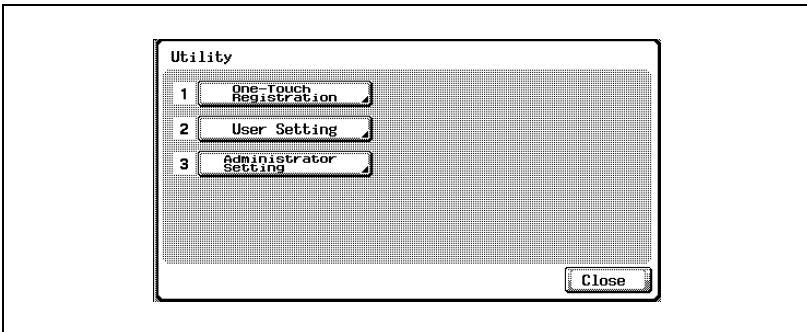 Utility
1 One-Touch
Registration
2 User Setting
3 Administrator
Setting
Close